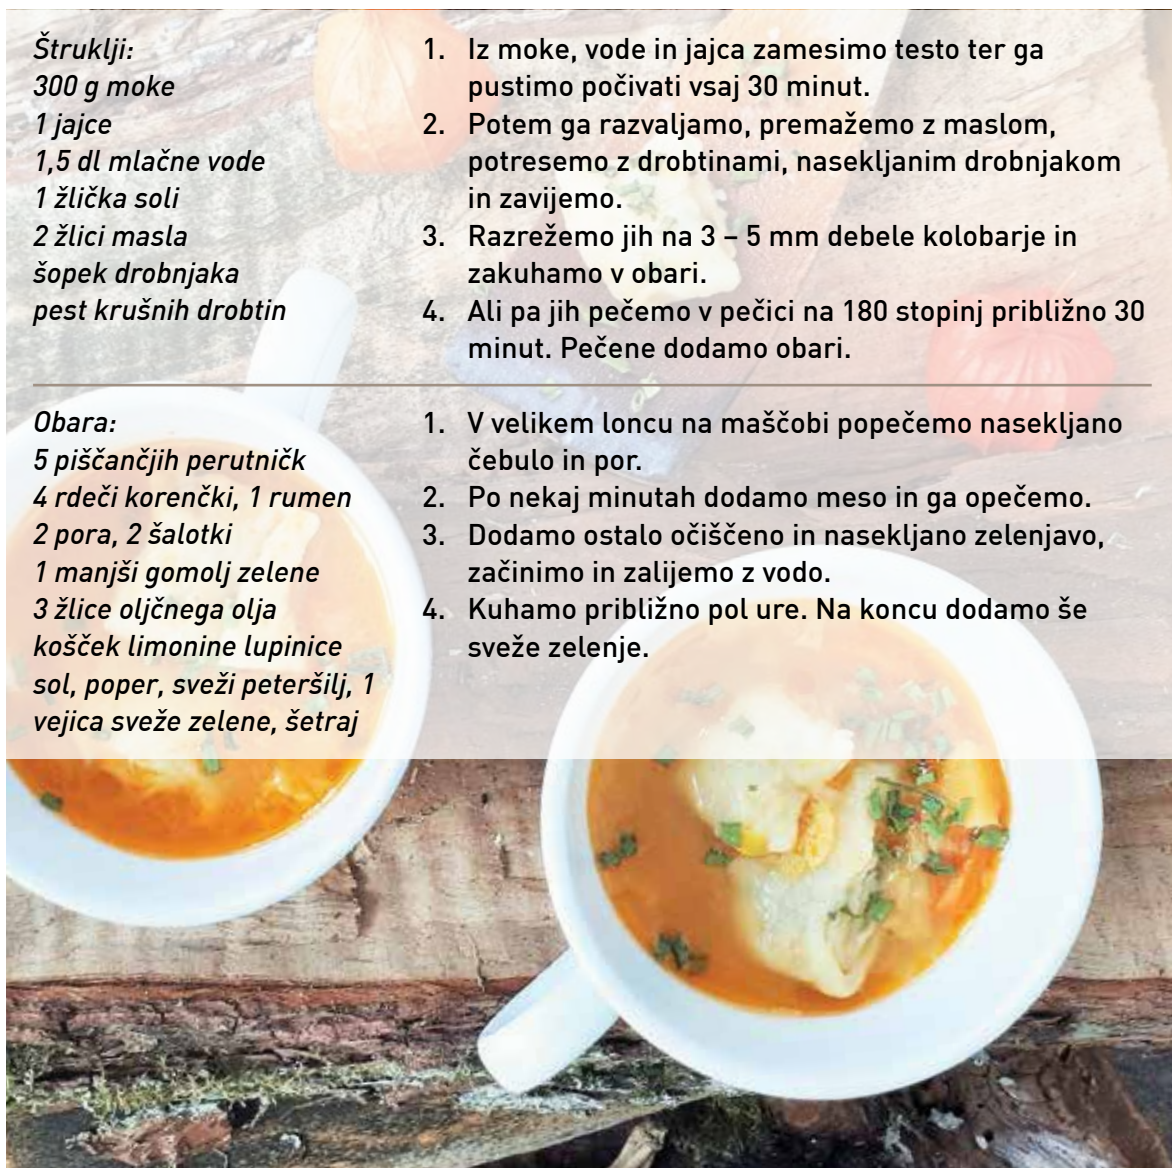 Štruklji:
300 g moke
1 jajce
1,5 dl mlačne vode
1 žlička soli
2 žlici masla
šopek drobnjaka
pest krušnih drobtin
1. Iz moke, vode in jajca zamesimo testo ter ga
pustimo počivati vsaj 30 minut.
2. Potem ga razvaljamo, premažemo z maslom,
potresemo z drobtinami, nasekljanim drobnjakom
in zavijemo.
3. Razrežemo jih na 3 – 5 mm debele kolobarje in
zakuhamo v obari.
4. Ali pa jih pečemo v pečici na 180 stopinj približno 30
minut. Pečene dodamo obari.
Obara:
5 piščančjih perutničk
4 rdeči korenčki, 1 rumen
2 pora, 2 šalotki
1 manjši gomolj zelene
3 žlice oljčnega olja
košček limonine lupinice
sol, poper, sveži peteršilj, 1
vejica sveže zelene, šetraj
1. V velikem loncu na maščobi popečemo nasekljano
čebulo in por.
2. Po nekaj minutah dodamo meso in ga opečemo.
3. Dodamo ostalo očiščeno in nasekljano zelenjavo,
začinimo in zalijemo z vodo.
4. Kuhamo približno pol ure. Na koncu dodamo še
sveže zelenje.